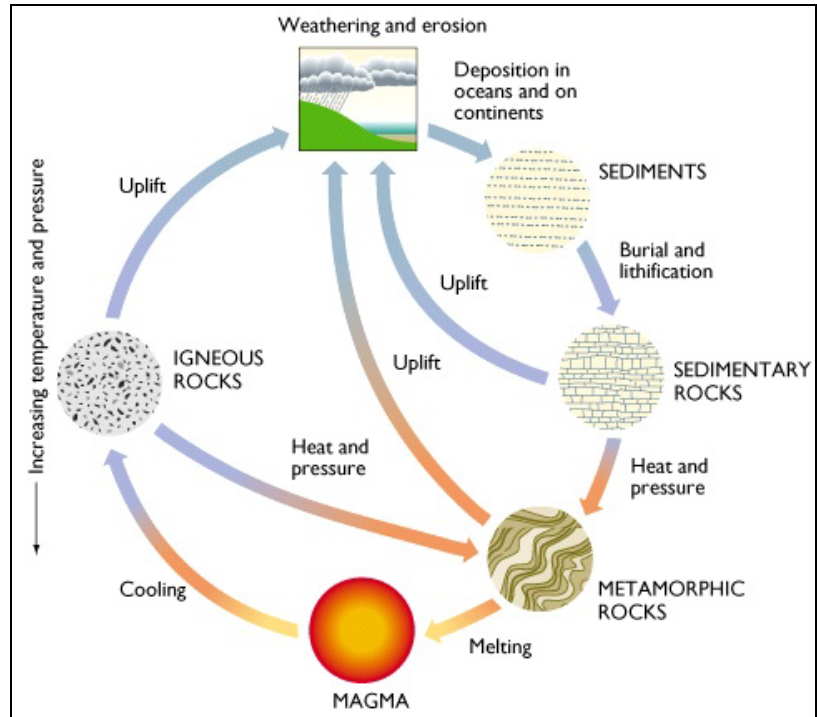 Weathering and erosion
Deposition in
oceans and on
continents
SEDIMENTS
Uplift
Burial and
lithification
Uplift
Increasing temperature and pressure
IGNEOUS
ROCKS
Uplift
SEDIMENTARY
ROCKS
Heat and
pressure
Heat and
pressure
Cooling
METAMORPHIC
ROCKS
Melting
MAGMA